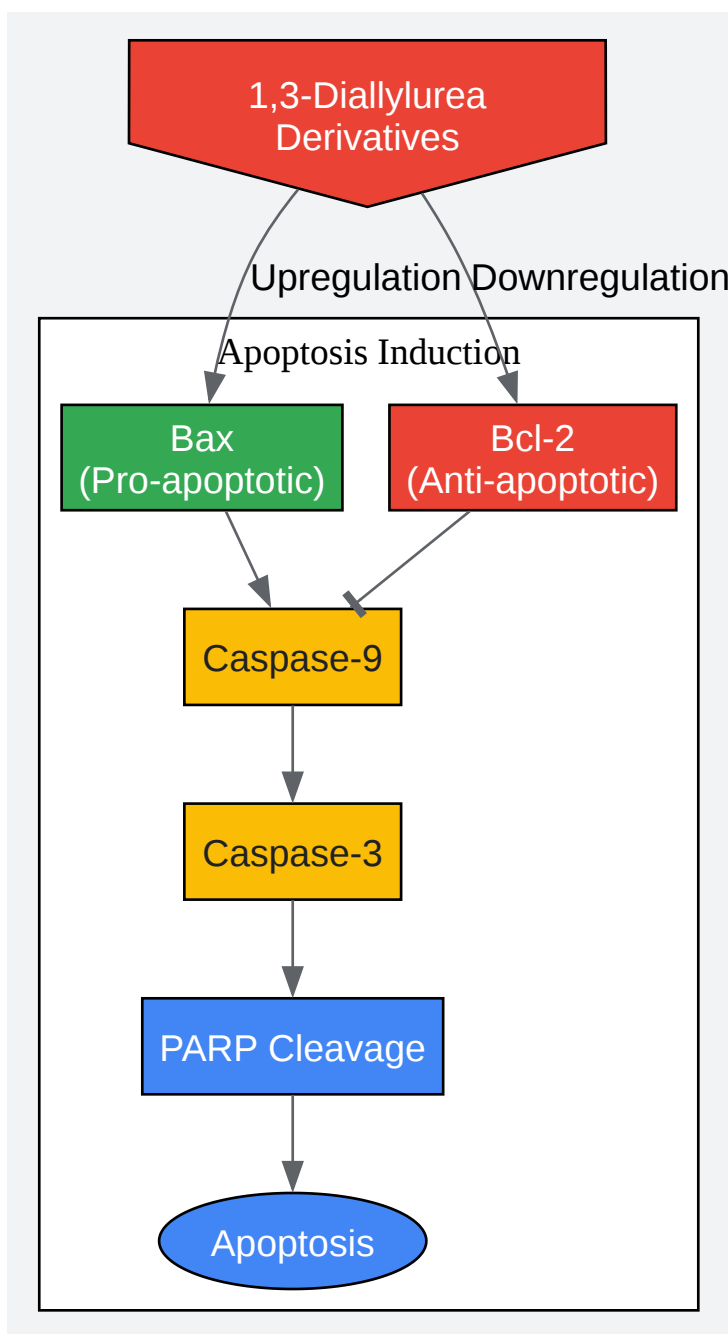 1,3-Diallylurea
Derivatives
Upregulation
Downregulation
Apoptosis Induction
Bax
(Pro-apoptotic)
Bcl-2
(Anti-apoptotic)
Caspase-9
Caspase-3
PARP Cleavage
Apoptosis